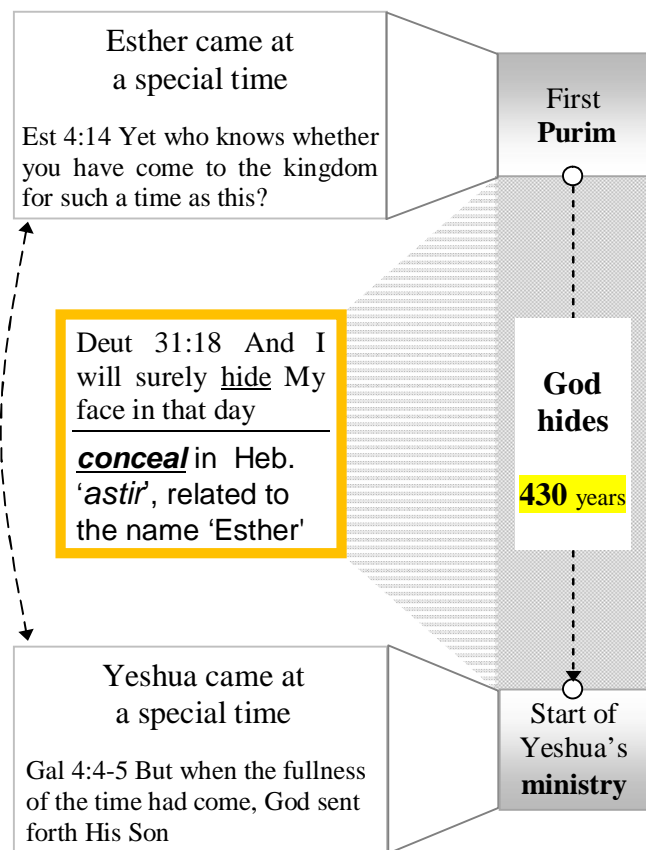 Esther came at
a special time
Est 4:14 Yet who knows whether
you have come to the kingdom
for such a time as this?
First
Purim
Deut 31:18 And I
will surely hide My
face in that day
conceal in Heb.
‘astir’, related to
the name ‘Esther'
God
hides
430 years
Yeshua came at
a special time
Gal 4:4-5 But when the fullness
of the time had come, God sent
forth His Son
Start of
Yeshua’s
ministry